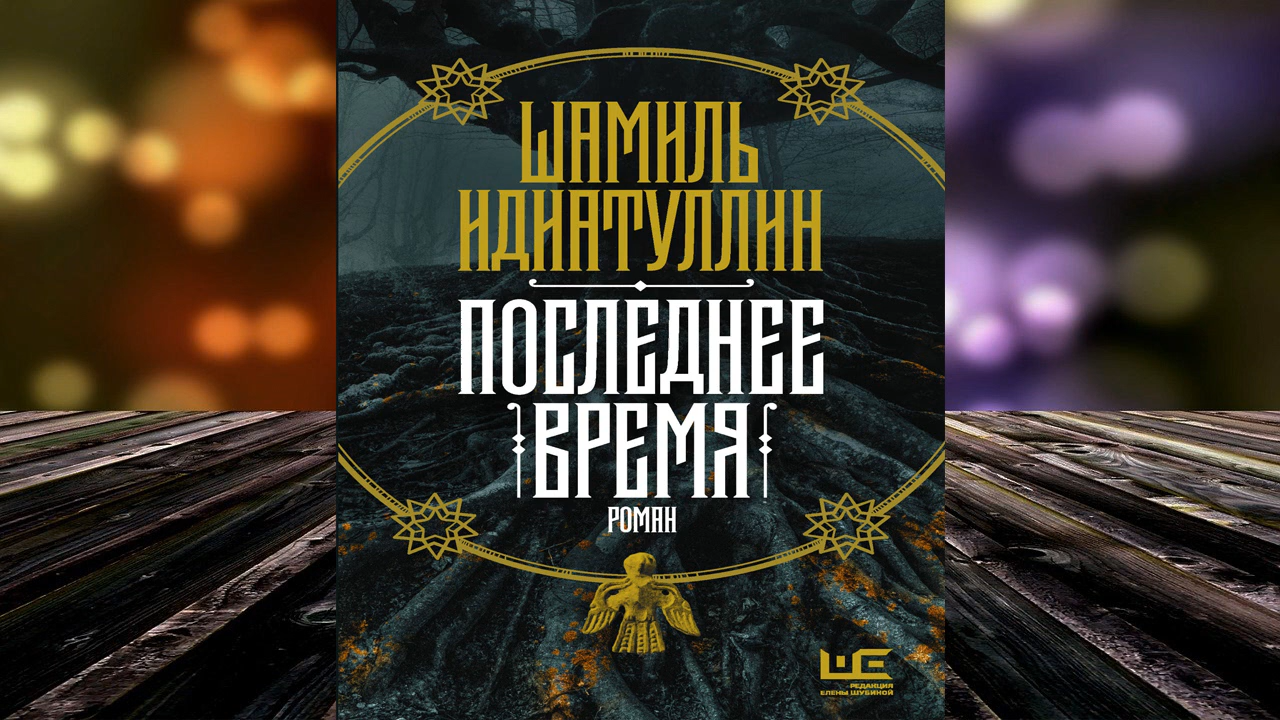 ШАМИЛЬ
ИДИАТУЛЛИН
ПОСЛЕДНЕЕ
ВРЕМЯ
РОМАН
РЕДАКЦИЯ
ЕЛЕНЫ ШУБИНОЙ